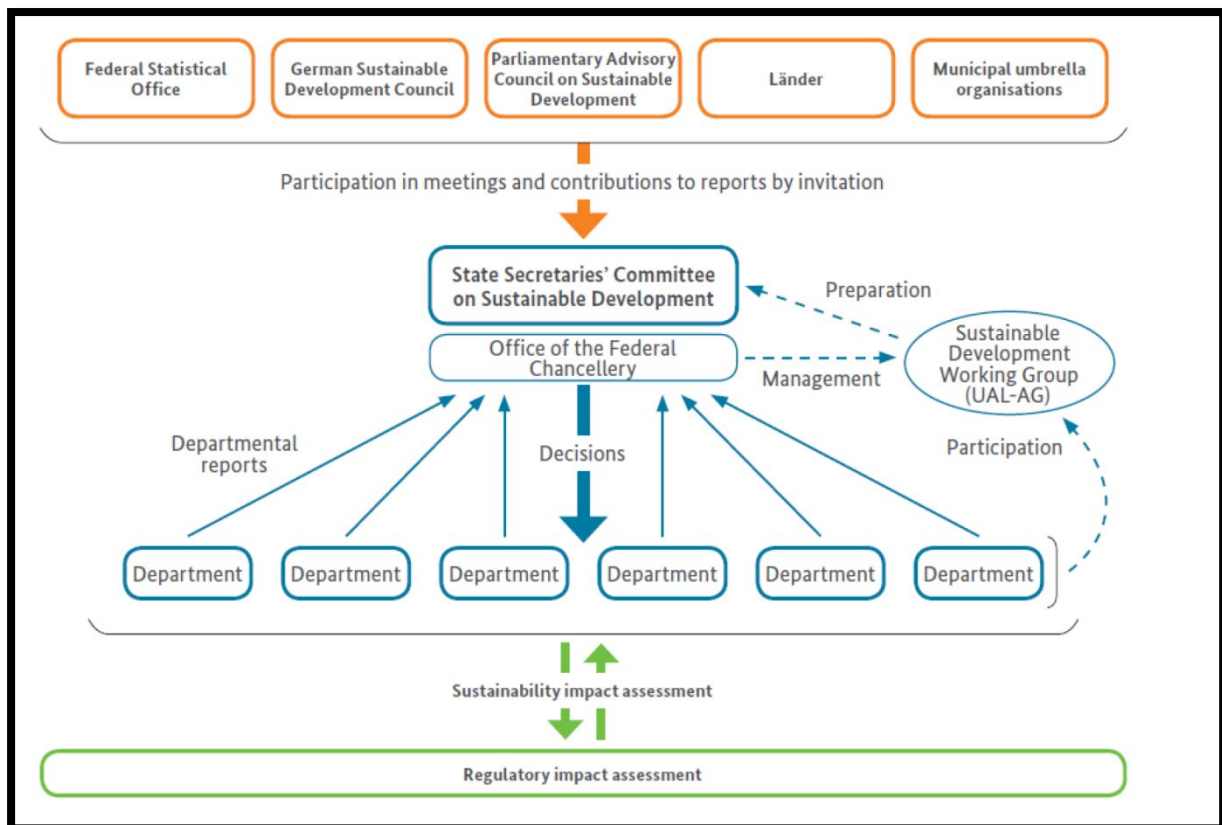 Federal Statistical
Office
German Sustainable
Development Council
Parliamentary Advisory
Council on Sustainable
Development
Länder
Municipal umbrella
organisations
Participation in meetings and contributions to reports by invitation
State Secretaries’ Committee
on Sustainable Development
Preparation
Office of the Federal
Chancellery
Management
Sustainable
Development
Working Group
(UAL-AG)
Departmental
reports
Decisions
Participation
Department
Department
Department
Department
Department
Department
Sustainability impact assessment
Regulatory impact assessment